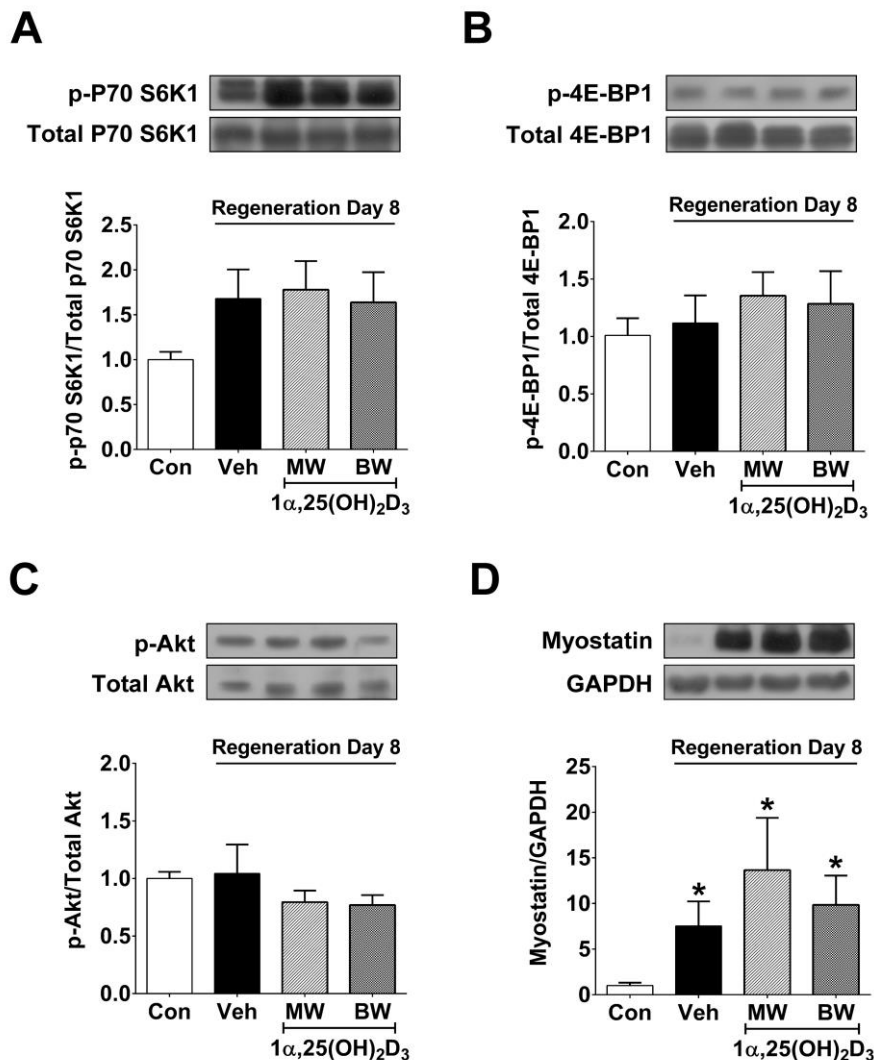 A
p-P70 S6K1
Total P70 S6K1
Regeneration Day 8
p-p70 S6K1/Total p70 S6K1
2.5
2.0
1.5
1.0
0.5
0.0
Con Veh MW BW
1α,25(OH)₂D₃
B
p-4E-BP1
Total 4E-BP1
Regeneration Day 8
p-4E-BP1/Total 4E-BP1
2.0
1.5
1.0
0.5
0.0
Con Veh MW BW
1α,25(OH)₂D₃
C
p-Akt
Total Akt
Regeneration Day 8
p-Akt/Total Akt
2.0
1.5
1.0
0.5
0.0
Con Veh MW BW
1α,25(OH)₂D₃
D
Myostatin
GAPDH
Regeneration Day 8
Myostatin/GAPDH
25
20
15
10
5
0
* * *
Con Veh MW BW
1α,25(OH)₂D₃